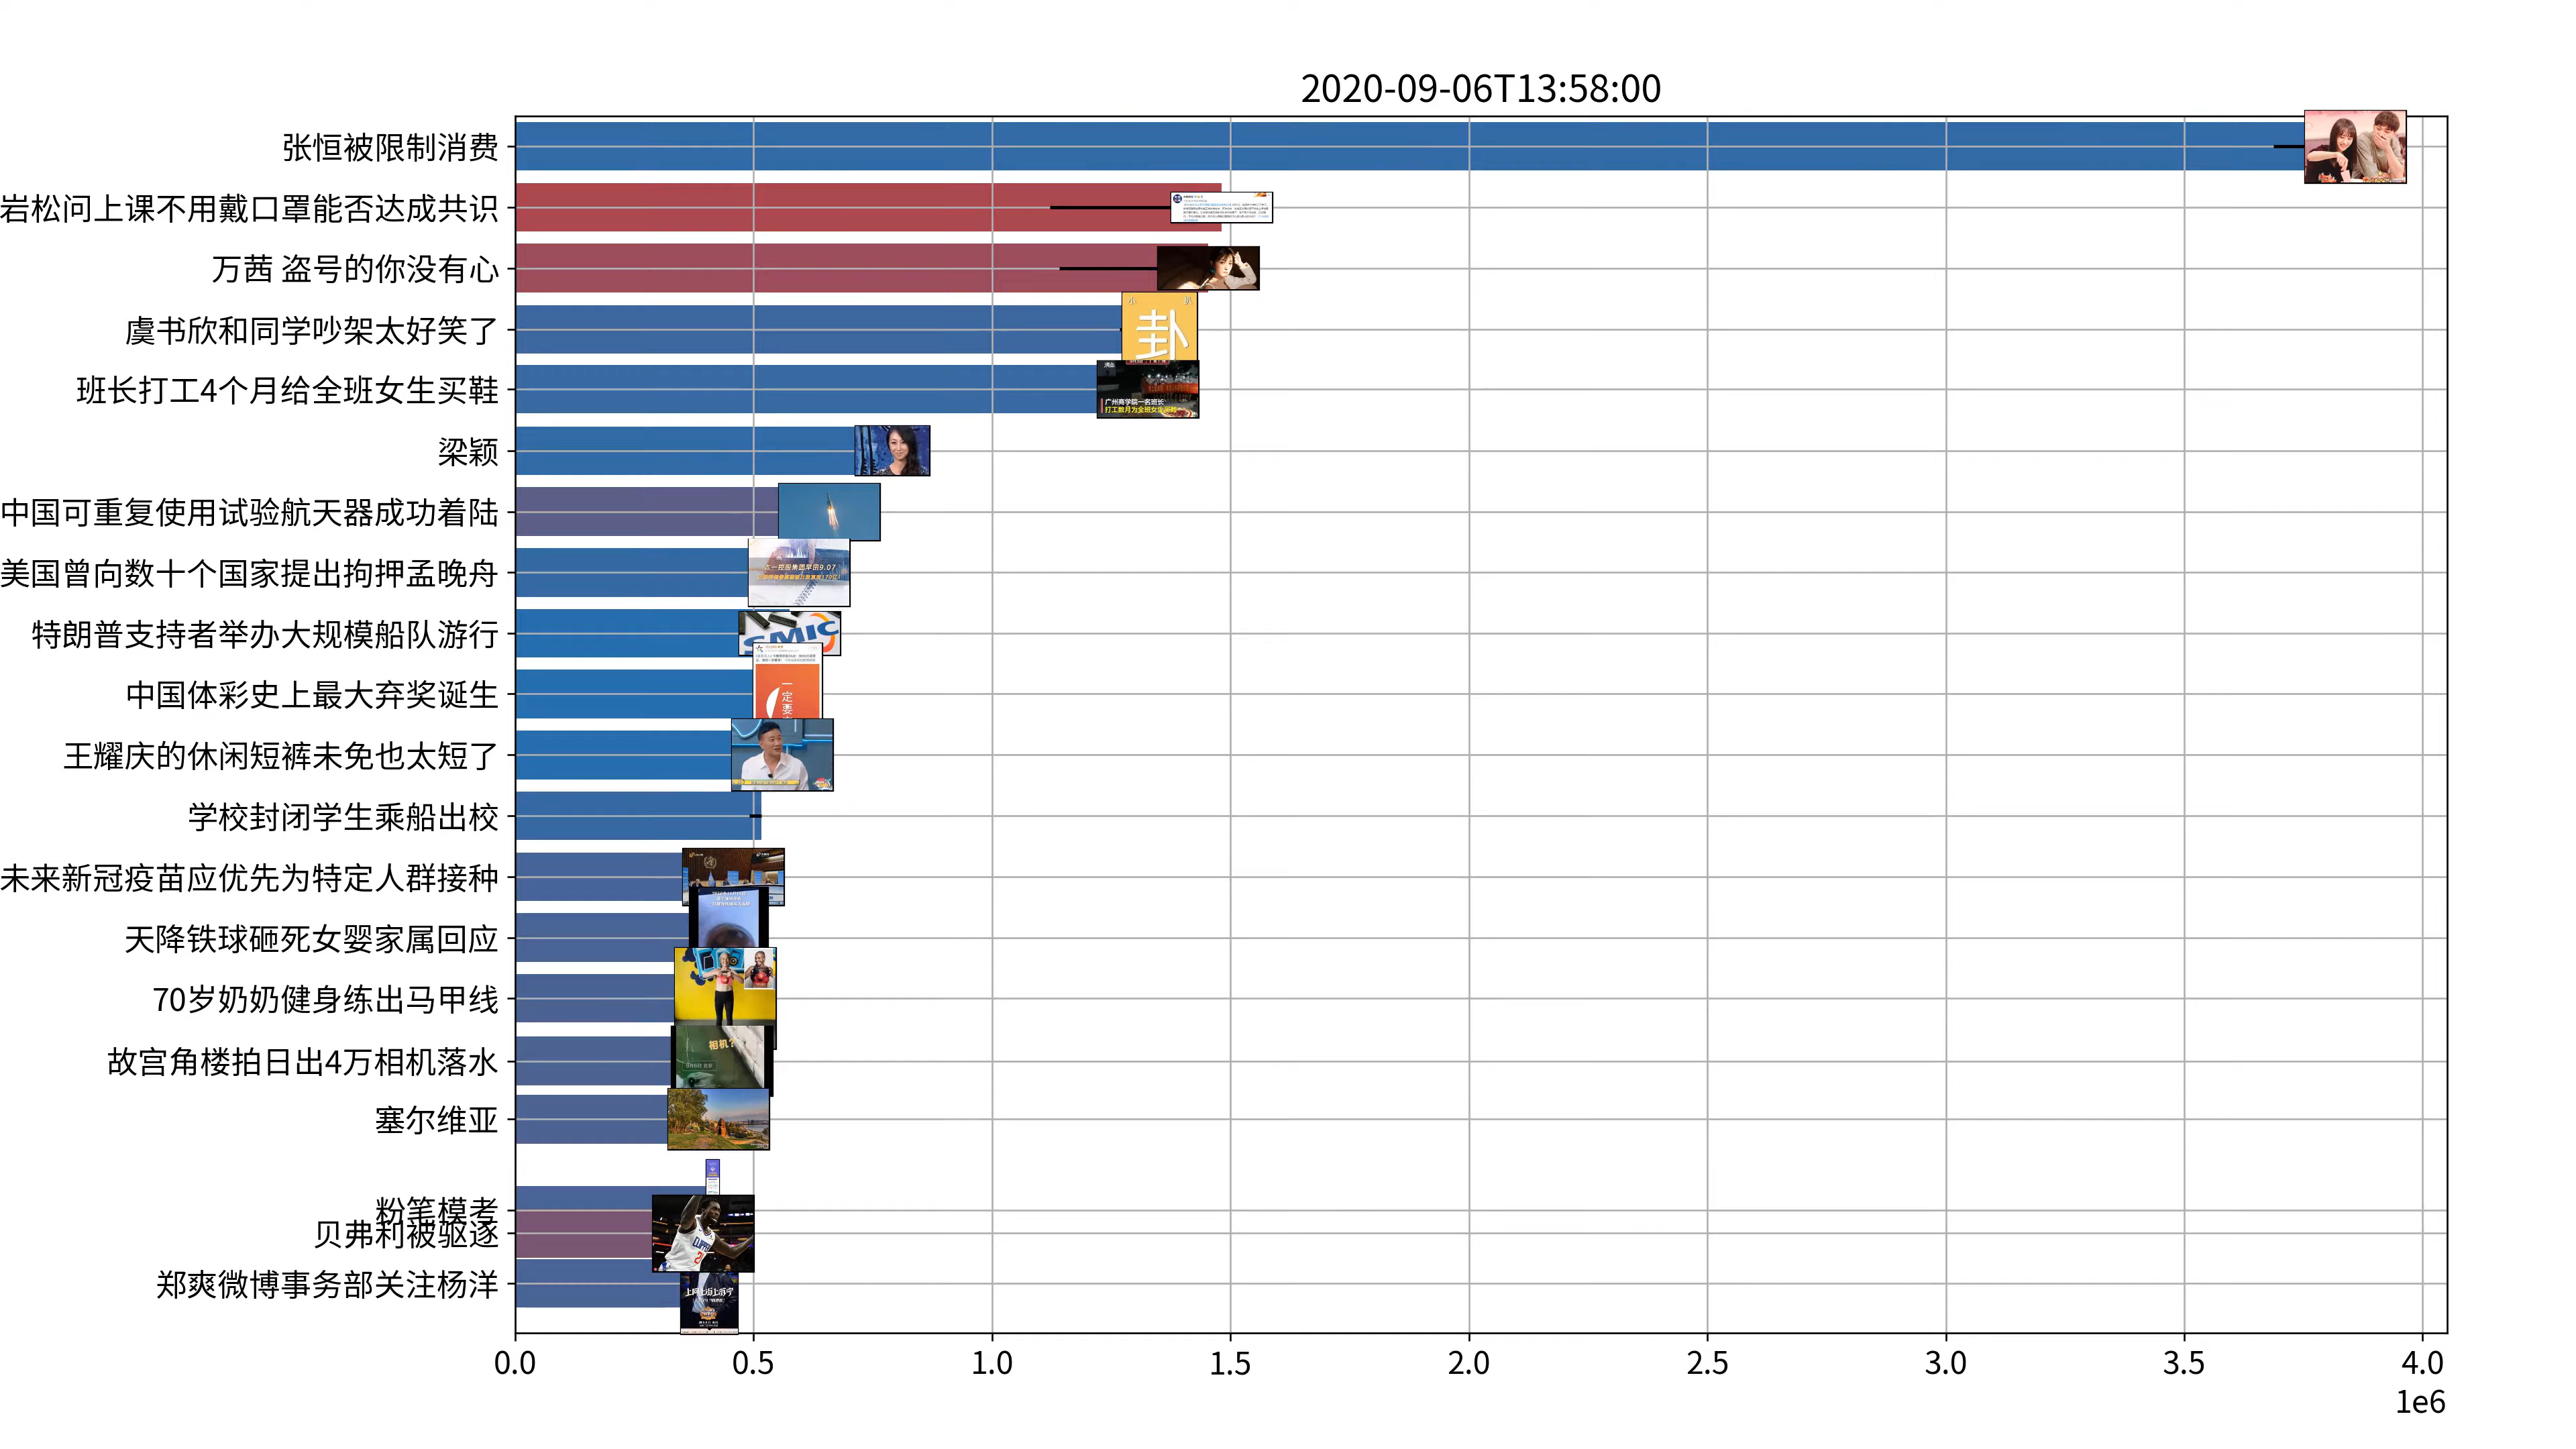 2020-09-06T13:58:00
张恒被限制消费
岩松问上课不用戴口罩能否达成共识
万茜 盗号的你没有心
虞书欣和同学吵架太好笑了
小 趴
卦
班长打工4个月给全班女生买鞋
广州商学院一名班长
梁颖
中国可重复使用试验航天器成功着陆
美国曾向数十个国家提出拘押孟晚舟
特朗普支持者举办大规模船队游行
SMIC
中国体彩史上最大弃奖诞生
一定要
王耀庆的休闲短裤未免也太短了
学校封闭学生乘船出校
未来新冠疫苗应优先为特定人群接种
天降铁球砸死女婴家属回应
70岁奶奶健身练出马甲线
故宫角楼拍日出4万相机落水
相机?
塞尔维亚
粉笔模考
贝弗利被驱逐
郑爽微博事务部关注杨洋
0.0 0.5 1.0 1.5 2.0 2.5 3.0 3.5 4.0
1e6